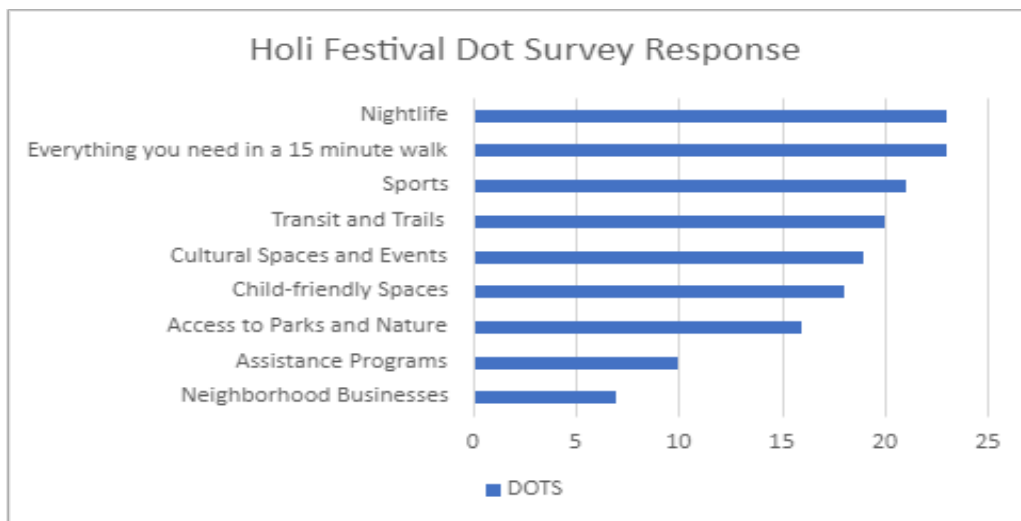 Holi Festival Dot Survey Response
Nightlife
Everything you need in a 15 minute walk
Sports
Transit and Trails
Cultural Spaces and Events
Child-friendly Spaces
Access to Parks and Nature
Assistance Programs
Neighborhood Businesses
0 5 10 15 20 25
DOTS